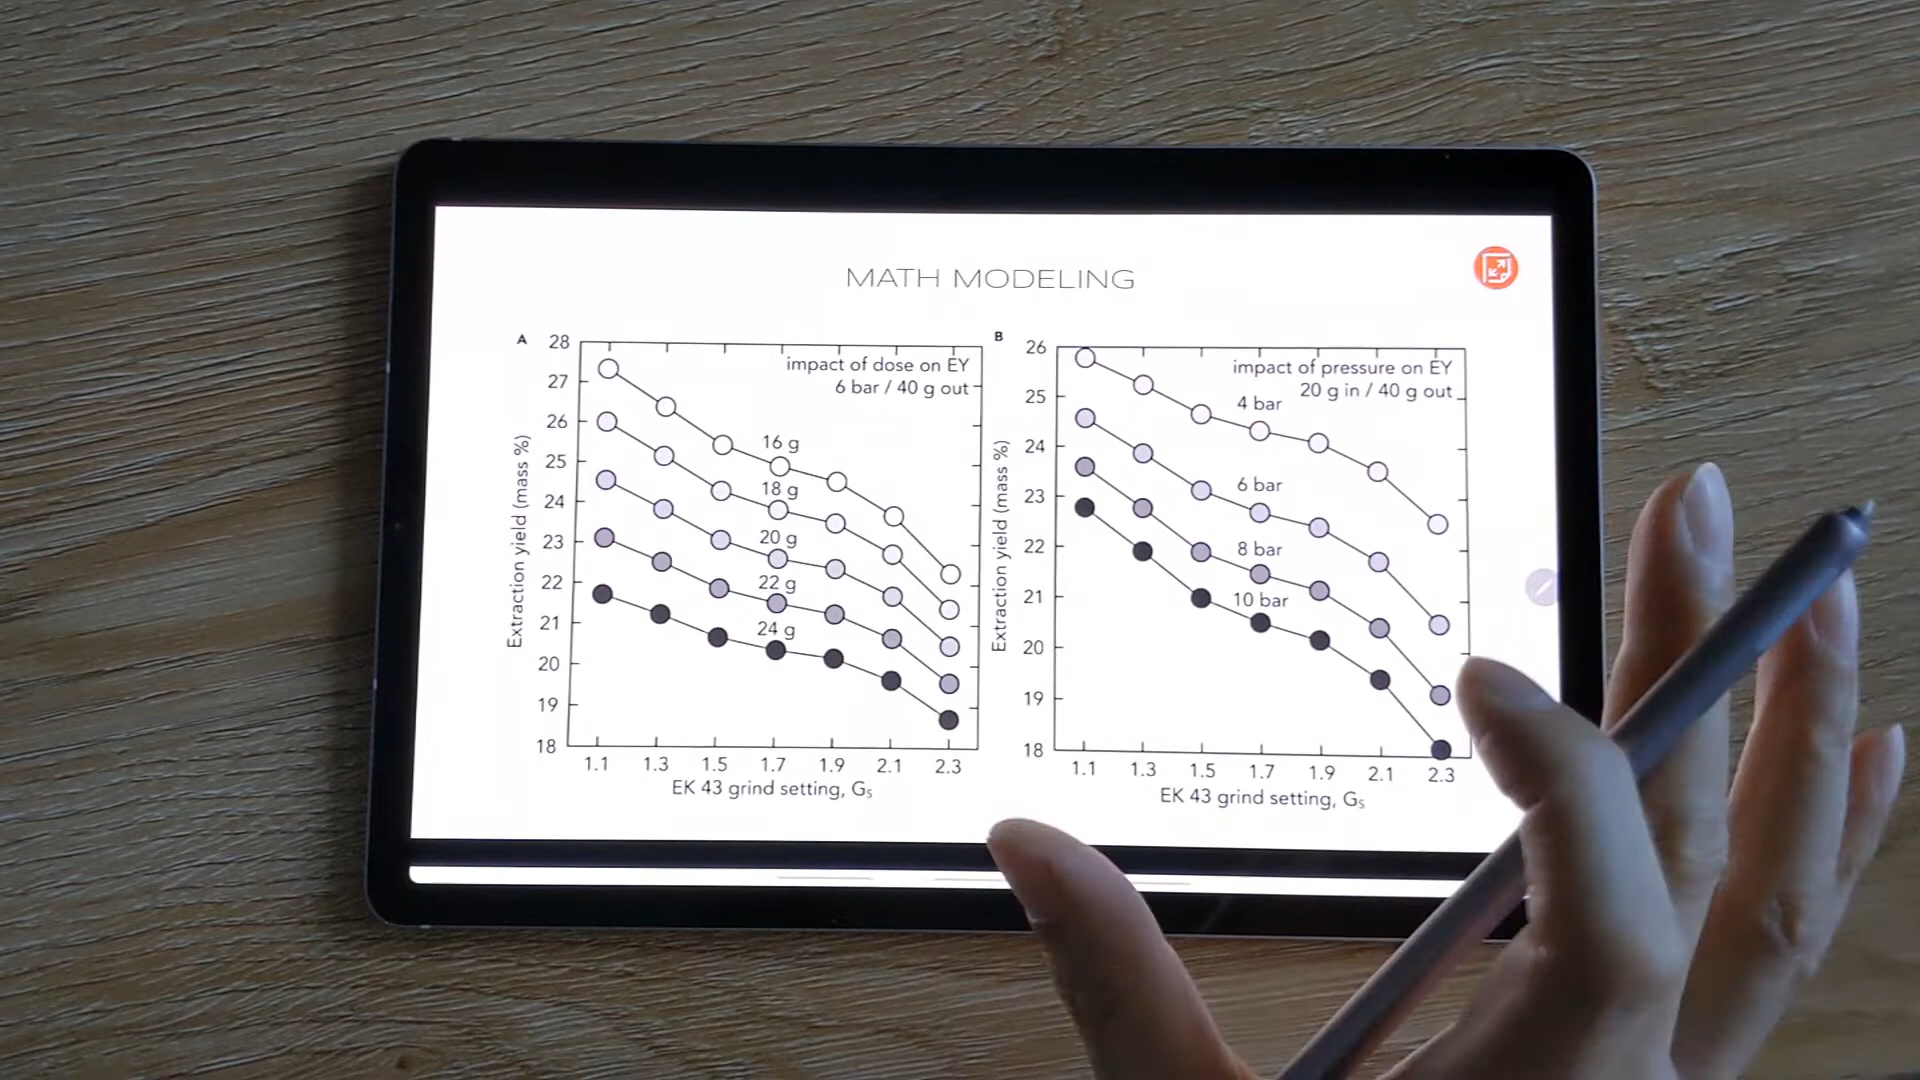 MATH MODELING
A
28
27
26
25
24
23
22
21
20
19
18
Extraction yield (mass %)
impact of dose on EY
6 bar / 40 g out
16 g
18 g
20 g
22 g
24 g
1.1 1.3 1.5 1.7 1.9 2.1 2.3
EK 43 grind setting, Gs
B
26
25
24
23
22
21
20
19
18
Extraction yield (mass %)
impact of pressure on EY
20 g in / 40 g out
4 bar
6 bar
8 bar
10 bar
1.1 1.3 1.5 1.7 1.9 2.1 2.3
EK 43 grind setting, Gs